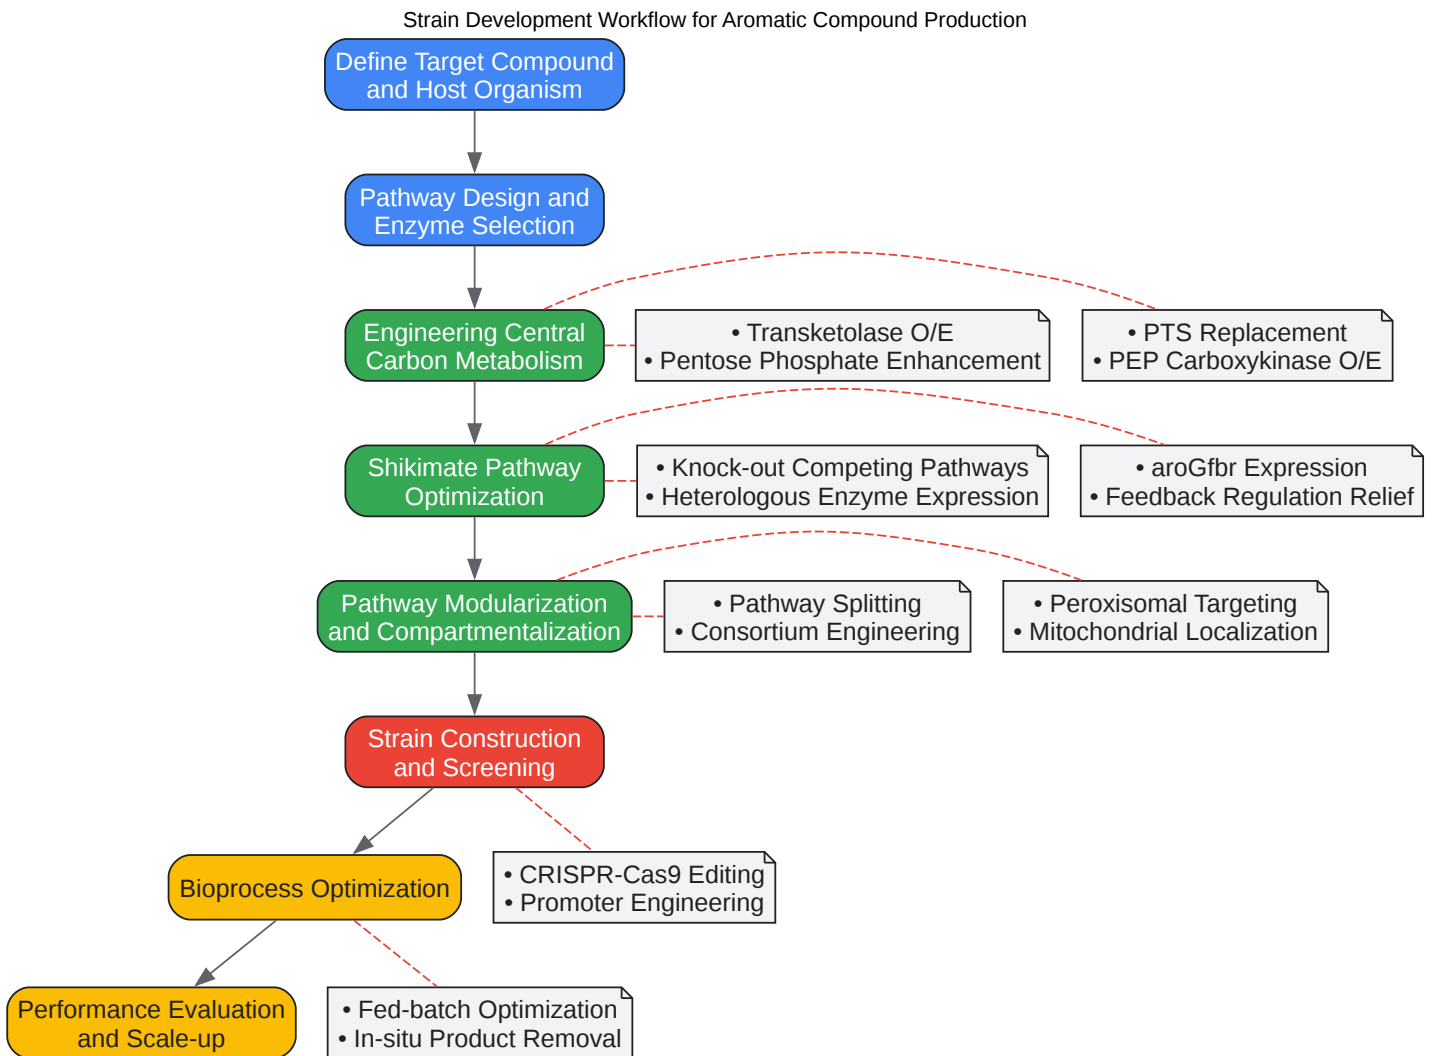 Strain Development Workflow for Aromatic Compound Production
Define Target Compound
and Host Organism
Pathway Design and
Enzyme Selection
Engineering Central
Carbon Metabolism
• Transketolase O/E
• Pentose Phosphate Enhancement
• PTS Replacement
• PEP Carboxykinase O/E
Shikimate Pathway
Optimization
• Knock-out Competing Pathways
• Heterologous Enzyme Expression
• aroGfbr Expression
• Feedback Regulation Relief
Pathway Modularization
and Compartmentalization
• Pathway Splitting
• Consortium Engineering
• Peroxisomal Targeting
• Mitochondrial Localization
Strain Construction
and Screening
Bioprocess Optimization
• CRISPR-Cas9 Editing
• Promoter Engineering
Performance Evaluation
and Scale-up
• Fed-batch Optimization
• In-situ Product Removal